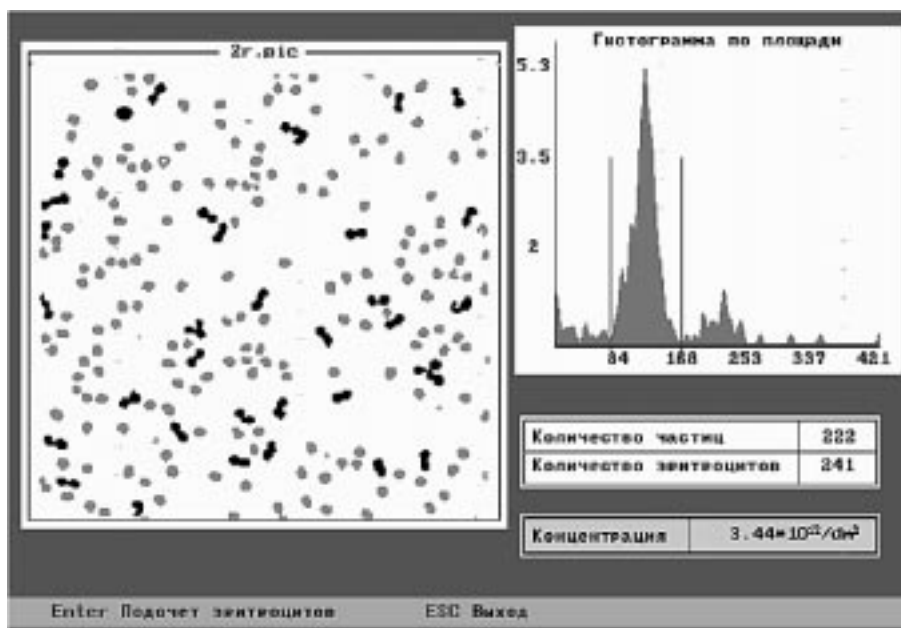 2r.pic
Гистограмма по площади
5.3
3.5
2
84 168 253 337 421
Количество частиц 222
Количество эритроцитов 241
Концентрация 3.44*10¹²/dm³
Enter Подсчет эритроцитов ESC Выход